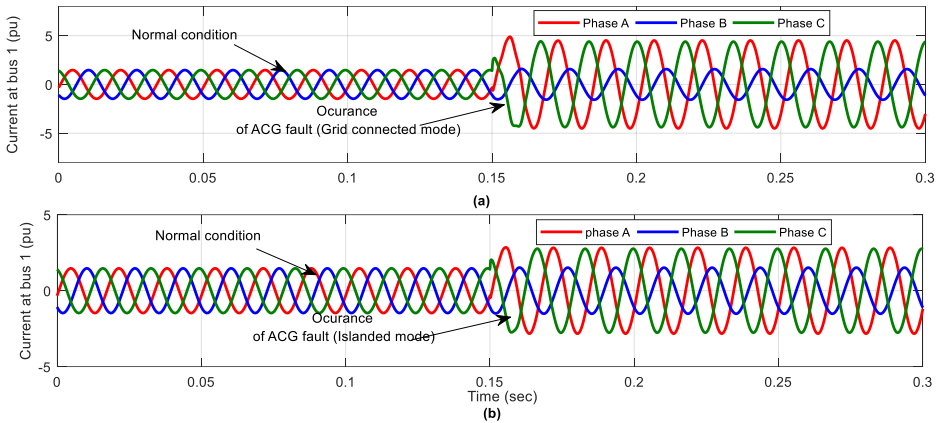 Current at bus 1 (pu)
5
0
-5
Normal condition
Phase A Phase B Phase C
Ocurance
of ACG fault (Grid connected mode)
0 0.05 0.1 0.15 0.2 0.25 0.3
(a)
Current at bus 1 (pu)
5
0
-5
Normal condition
phase A Phase B Phase C
Ocurance
of ACG fault (Islanded mode)
0 0.05 0.1 0.15 0.2 0.25 0.3
Time (sec)
(b)